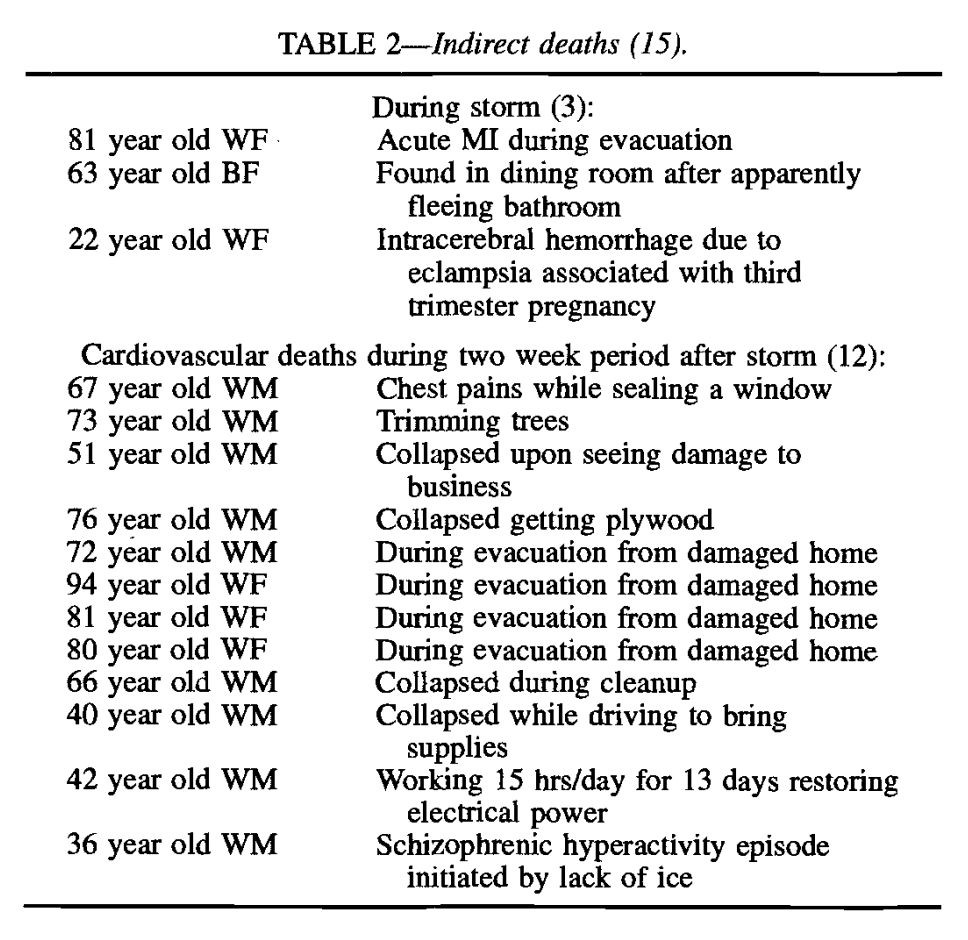 TABLE 2—Indirect deaths (15).
During storm (3):
81 year old WF Acute MI during evacuation
63 year old BF Found in dining room after apparently
fleeing bathroom
22 year old WF Intracerebral hemorrhage due to
eclampsia associated with third
trimester pregnancy
Cardiovascular deaths during two week period after storm (12):
67 year old WM Chest pains while sealing a window
73 year old WM Trimming trees
51 year old WM Collapsed upon seeing damage to
business
76 year old WM Collapsed getting plywood
72 year old WM During evacuation from damaged home
94 year old WF During evacuation from damaged home
81 year old WF During evacuation from damaged home
80 year old WF During evacuation from damaged home
66 year old WM Collapsed during cleanup
40 year old WM Collapsed while driving to bring
supplies
42 year old WM Working 15 hrs/day for 13 days restoring
electrical power
36 year old WM Schizophrenic hyperactivity episode
initiated by lack of ice